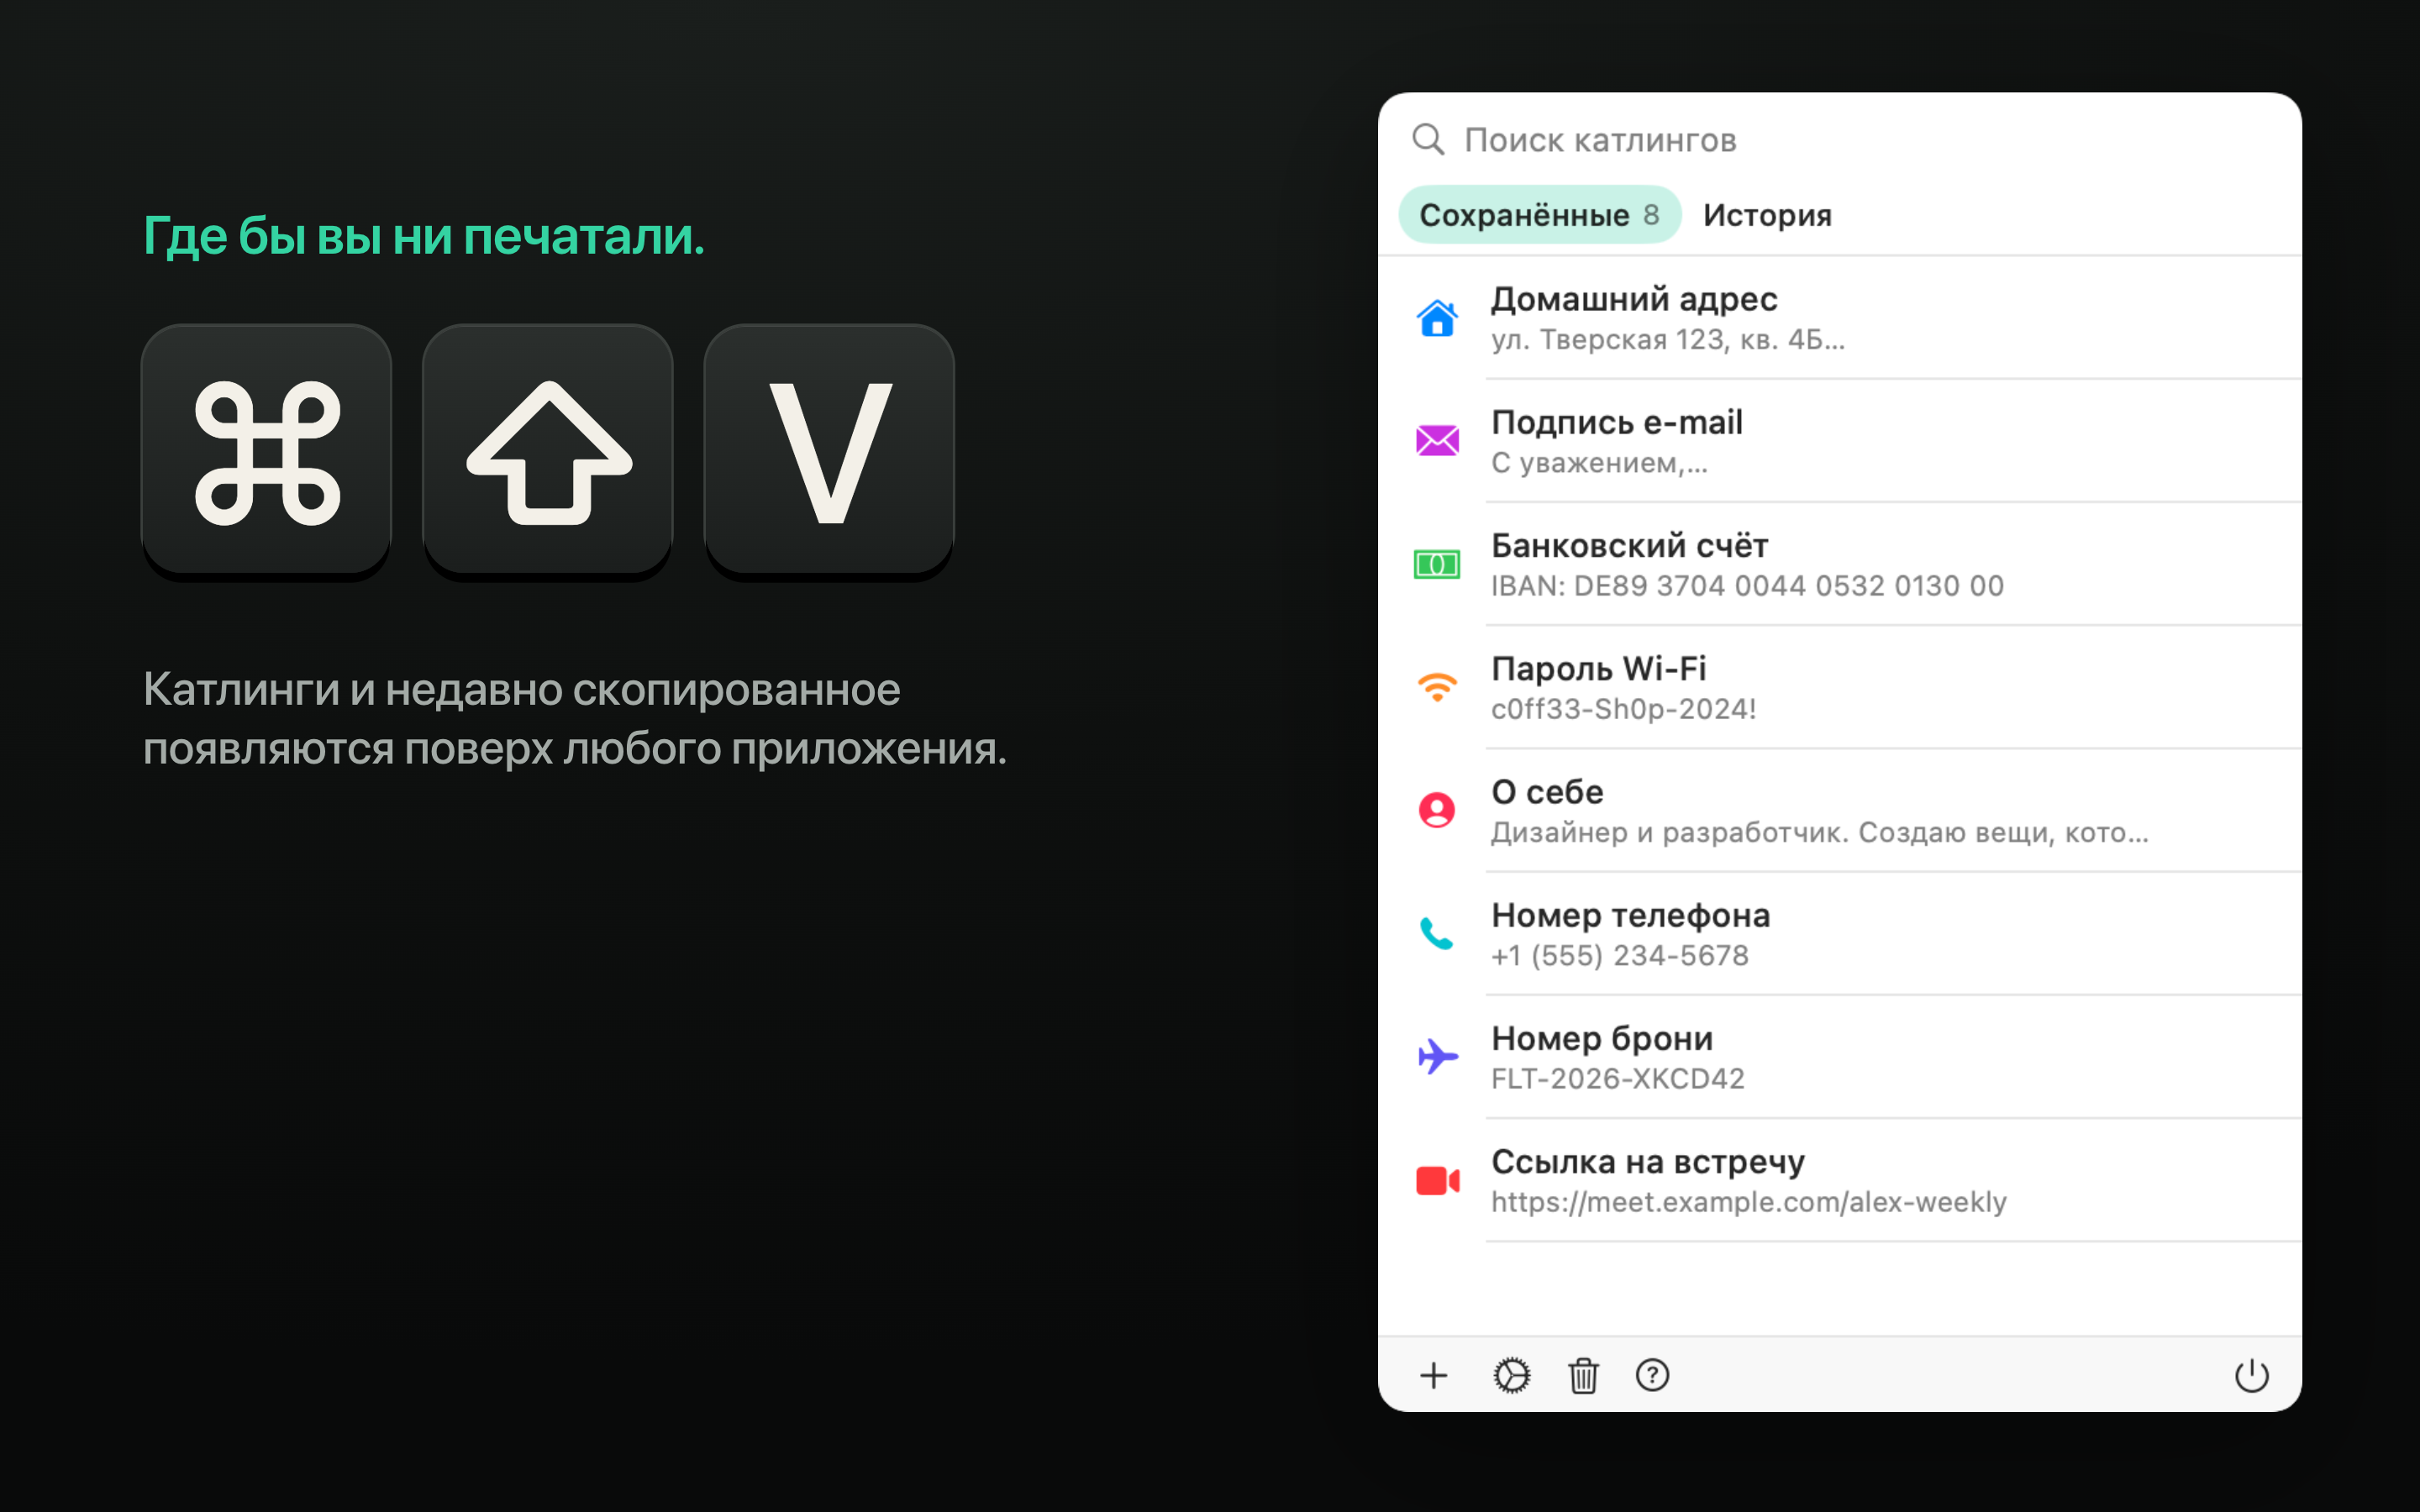 Где бы вы ни печатали.
⌘ ⇧ V
Катлинги и недавно скопированное
появляются поверх любого приложения.
Поиск катлингов
Сохранённые 8 История
Домашний адрес
ул. Тверская 123, кв. 4Б...
Подпись e-mail
С уважением,...
Банковский счёт
IBAN: DE89 3704 0044 0532 0130 00
Пароль Wi-Fi
c0ff33-Sh0p-2024!
О себе
Дизайнер и разработчик. Создаю вещи, кото...
Номер телефона
+1 (555) 234-5678
Номер брони
FLT-2026-XKCD42
Ссылка на встречу
https://meet.example.com/alex-weekly